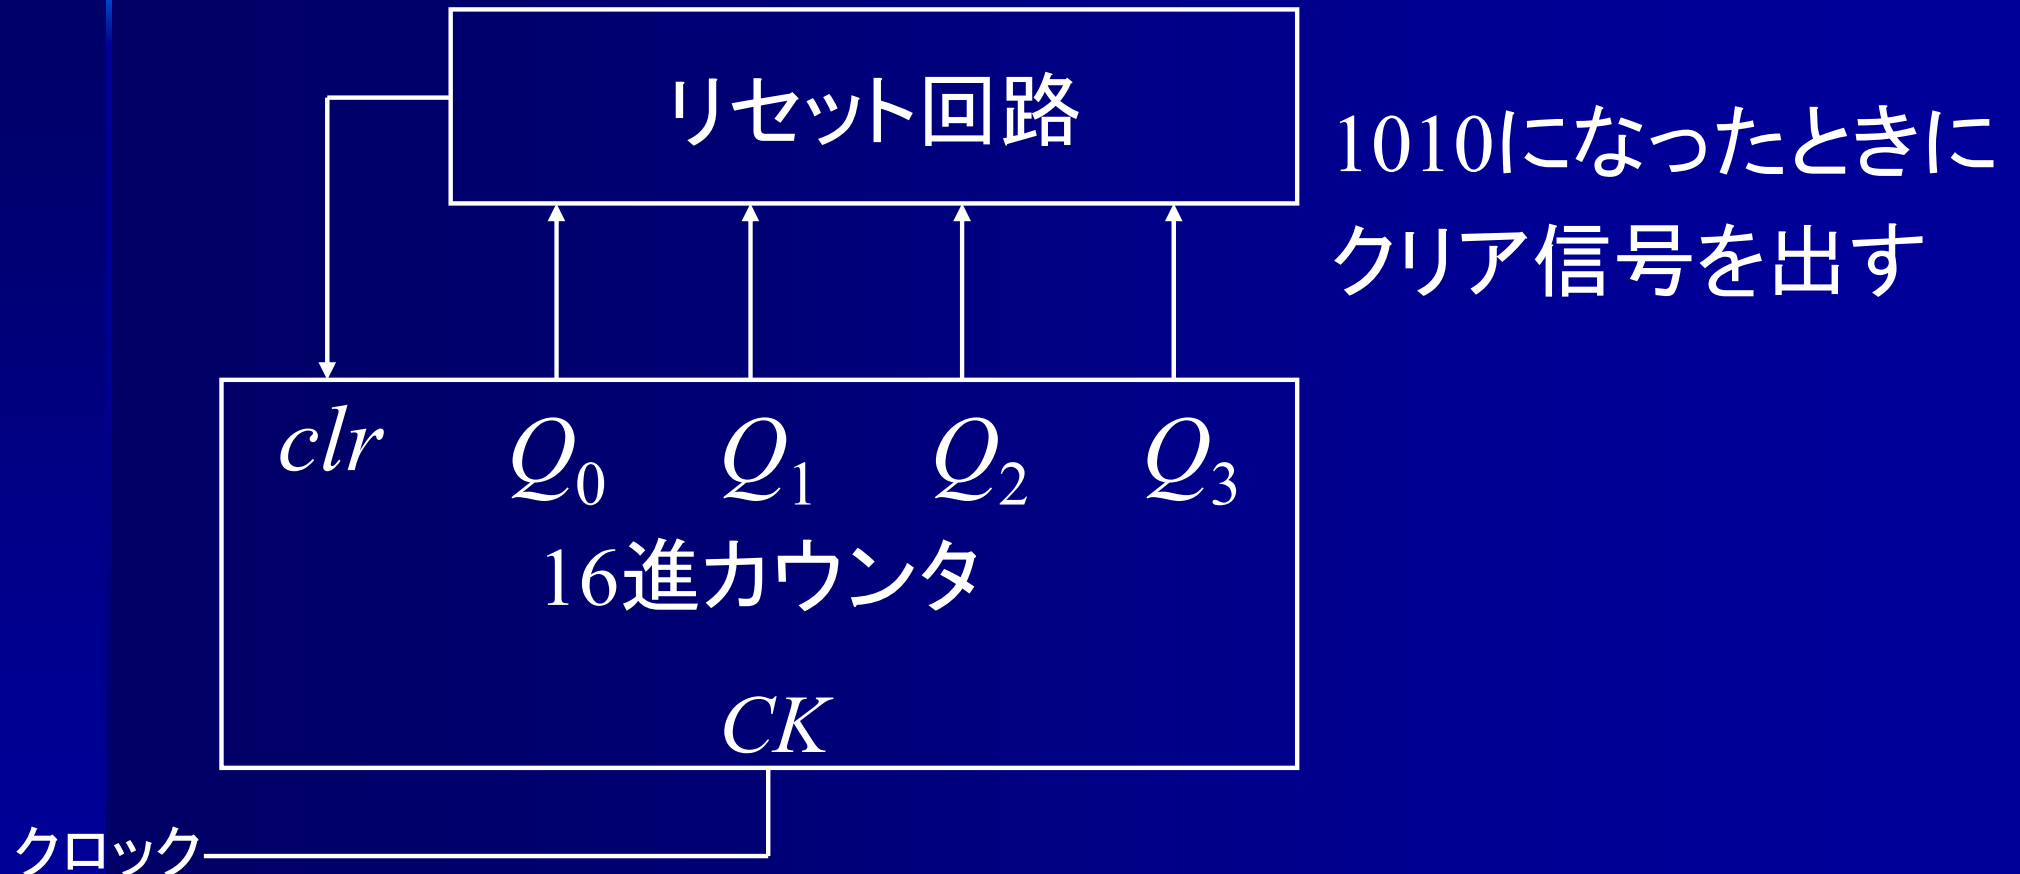 リセット回路
1010になったときに
クリア信号を出す
clr Q0 Q1 Q2 Q3
16進カウンタ
CK
クロック